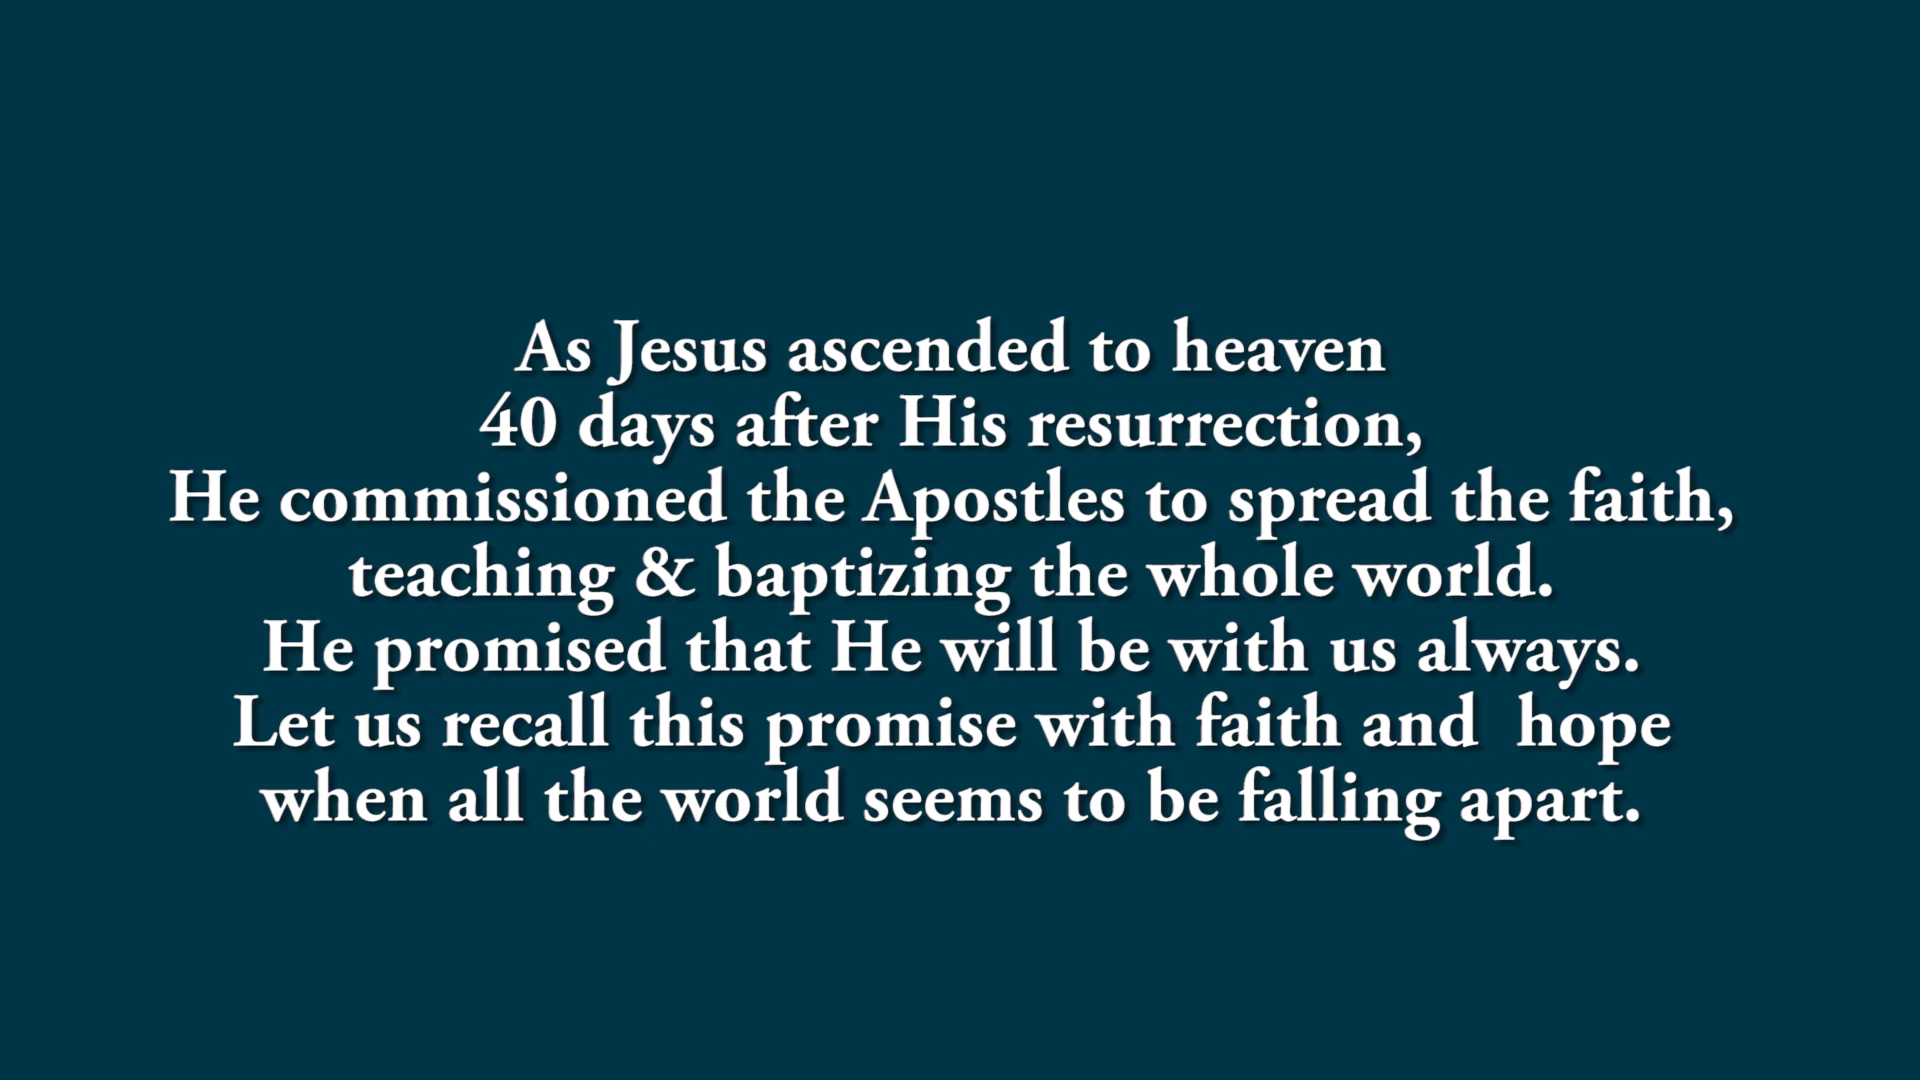 As Jesus ascended to heaven
40 days after His resurrection,
He commissioned the Apostles to spread the faith,
teaching & baptizing the whole world.
He promised that He will be with us always.
Let us recall this promise with faith and  hope
when all the world seems to be falling apart.